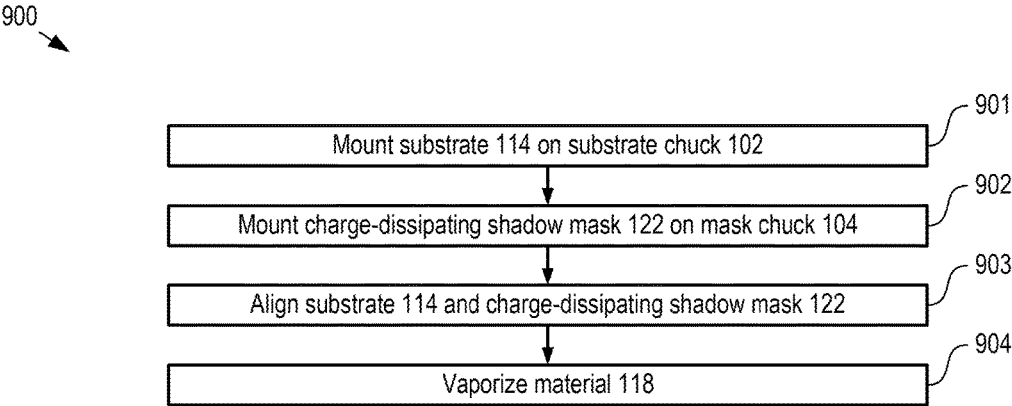 900
901
Mount substrate 114 on substrate chuck 102
902
Mount charge-dissipating shadow mask 122 on mask chuck 104
903
Align substrate 114 and charge-dissipating shadow mask 122
904
Vaporize material 118